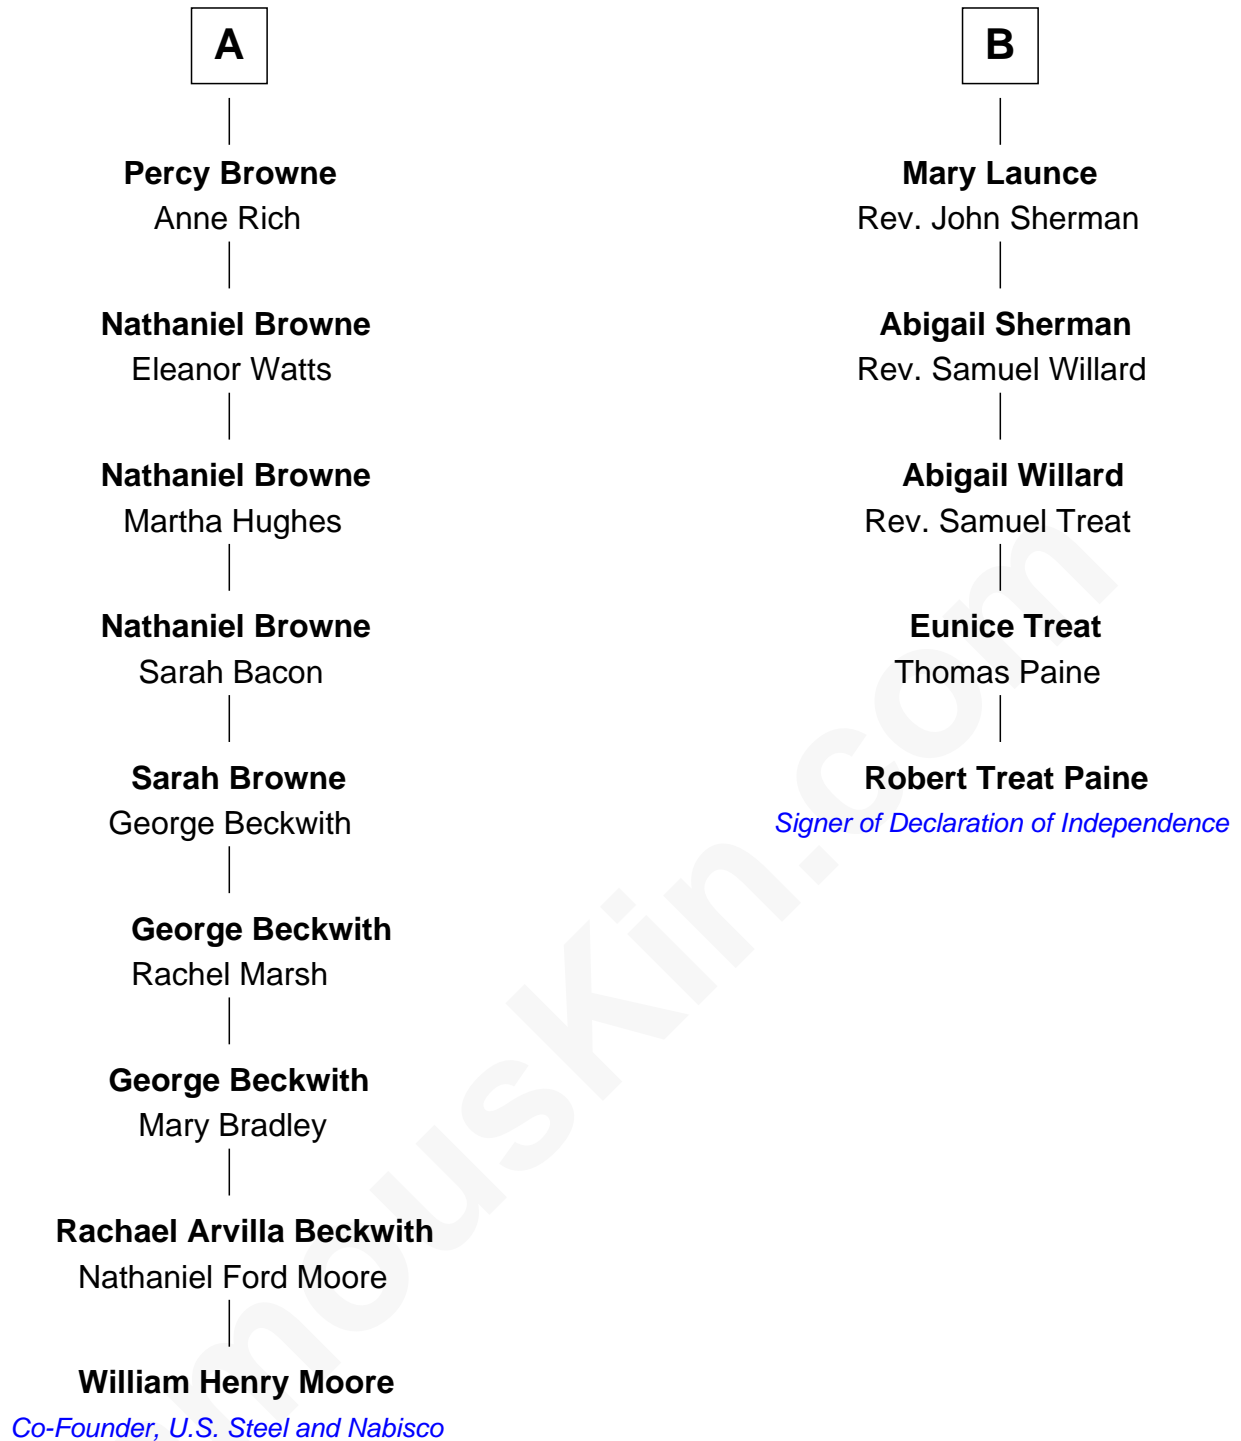 A
Percy Browne
Anne Rich
Nathaniel Browne
Eleanor Watts
Nathaniel Browne
Martha Hughes
Nathaniel Browne
Sarah Bacon
Sarah Browne
George Beckwith
George Beckwith
Rachel Marsh
George Beckwith
Mary Bradley
Rachael Arvilla Beckwith
Nathaniel Ford Moore
William Henry Moore
Co-Founder, U.S. Steel and Nabisco
B
Mary Launce
Rev. John Sherman
Abigail Sherman
Rev. Samuel Willard
Abigail Willard
Rev. Samuel Treat
Eunice Treat
Thomas Paine
Robert Treat Paine
Signer of Declaration of Independence
mouskin.com